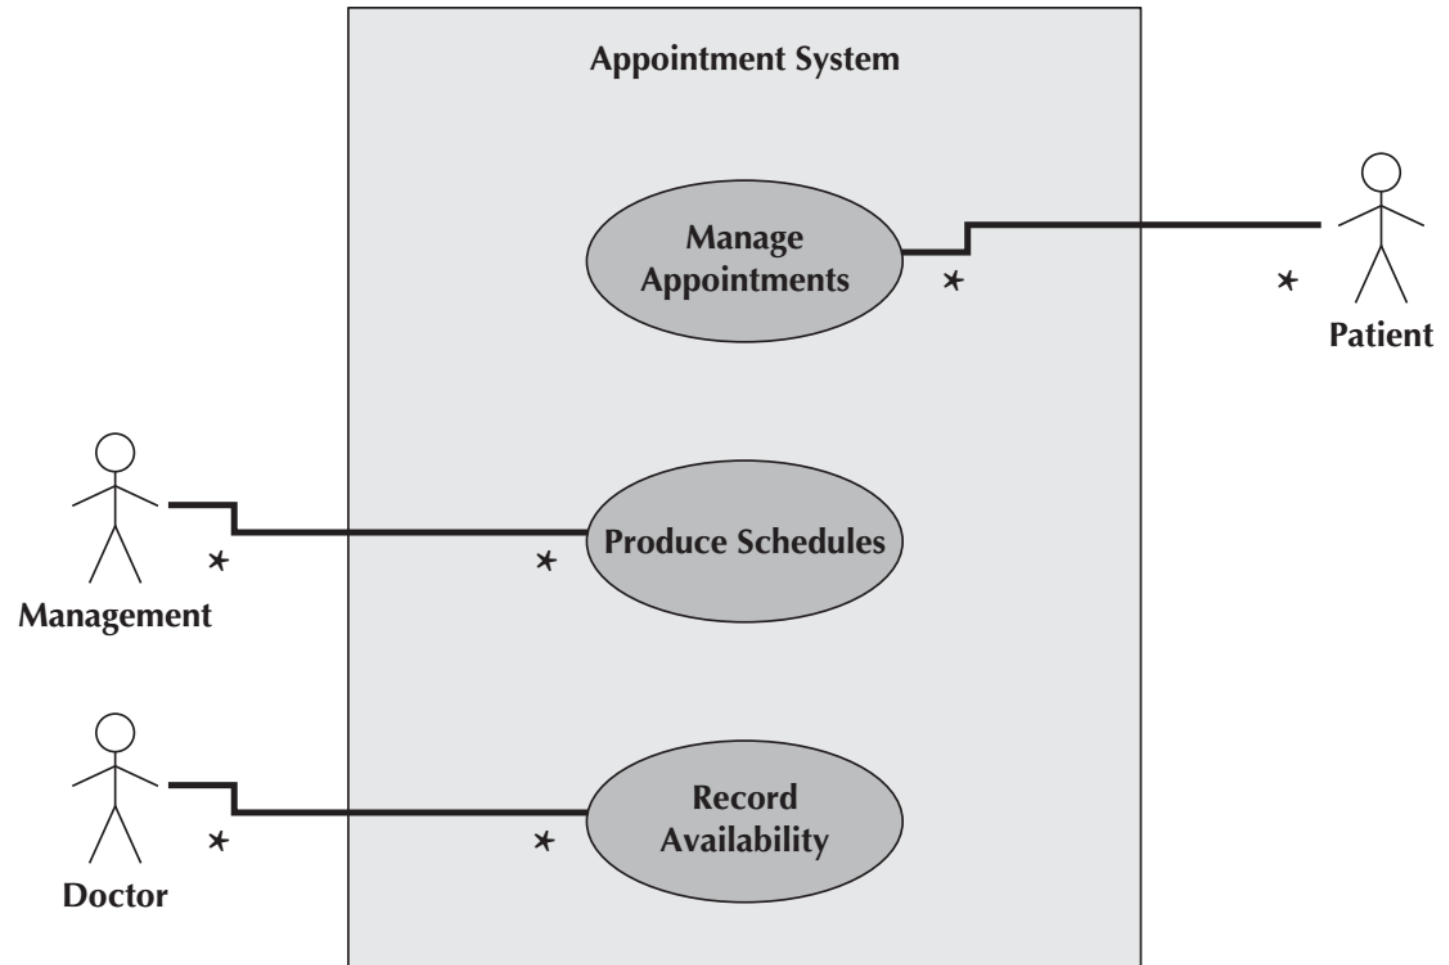 Appointment System
Manage
Appointments
*
*
Patient
Produce Schedules
*
*
Management
Record
Availability
*
*
Doctor